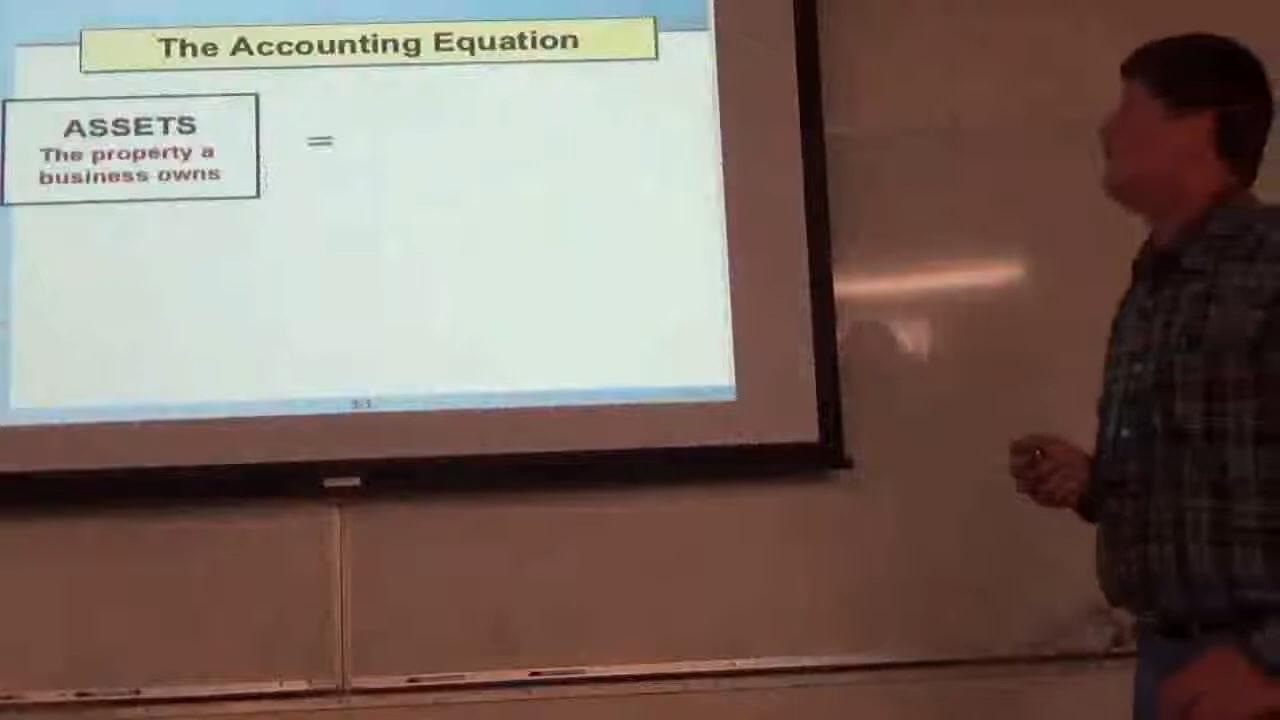 The Accounting Equation
ASSETS
=
The property a
business owns